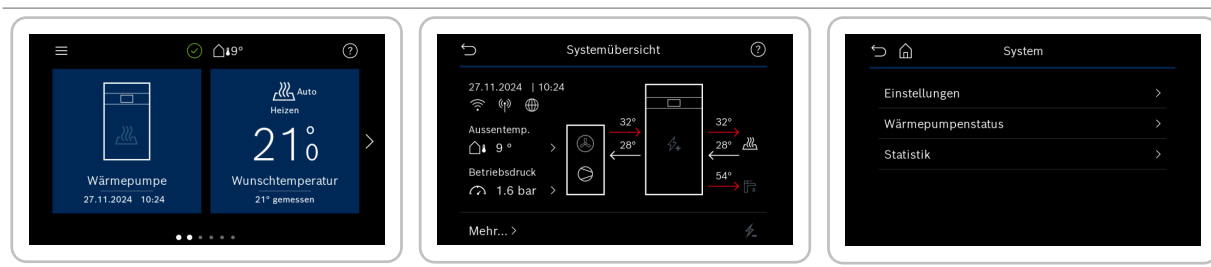 9°
?
Auto
Heizen
21°
0
Wärmepumpe
27.11.2024 10:24
Wunschtemperatur
21° gemessen
Systemübersicht
?
27.11.2024 | 10:24
Aussentemp.
9 °
Betriebsdruck
1.6 bar
32°
28°
32°
28°
54°
Mehr...
System
Einstellungen
Wärmepumpenstatus
Statistik